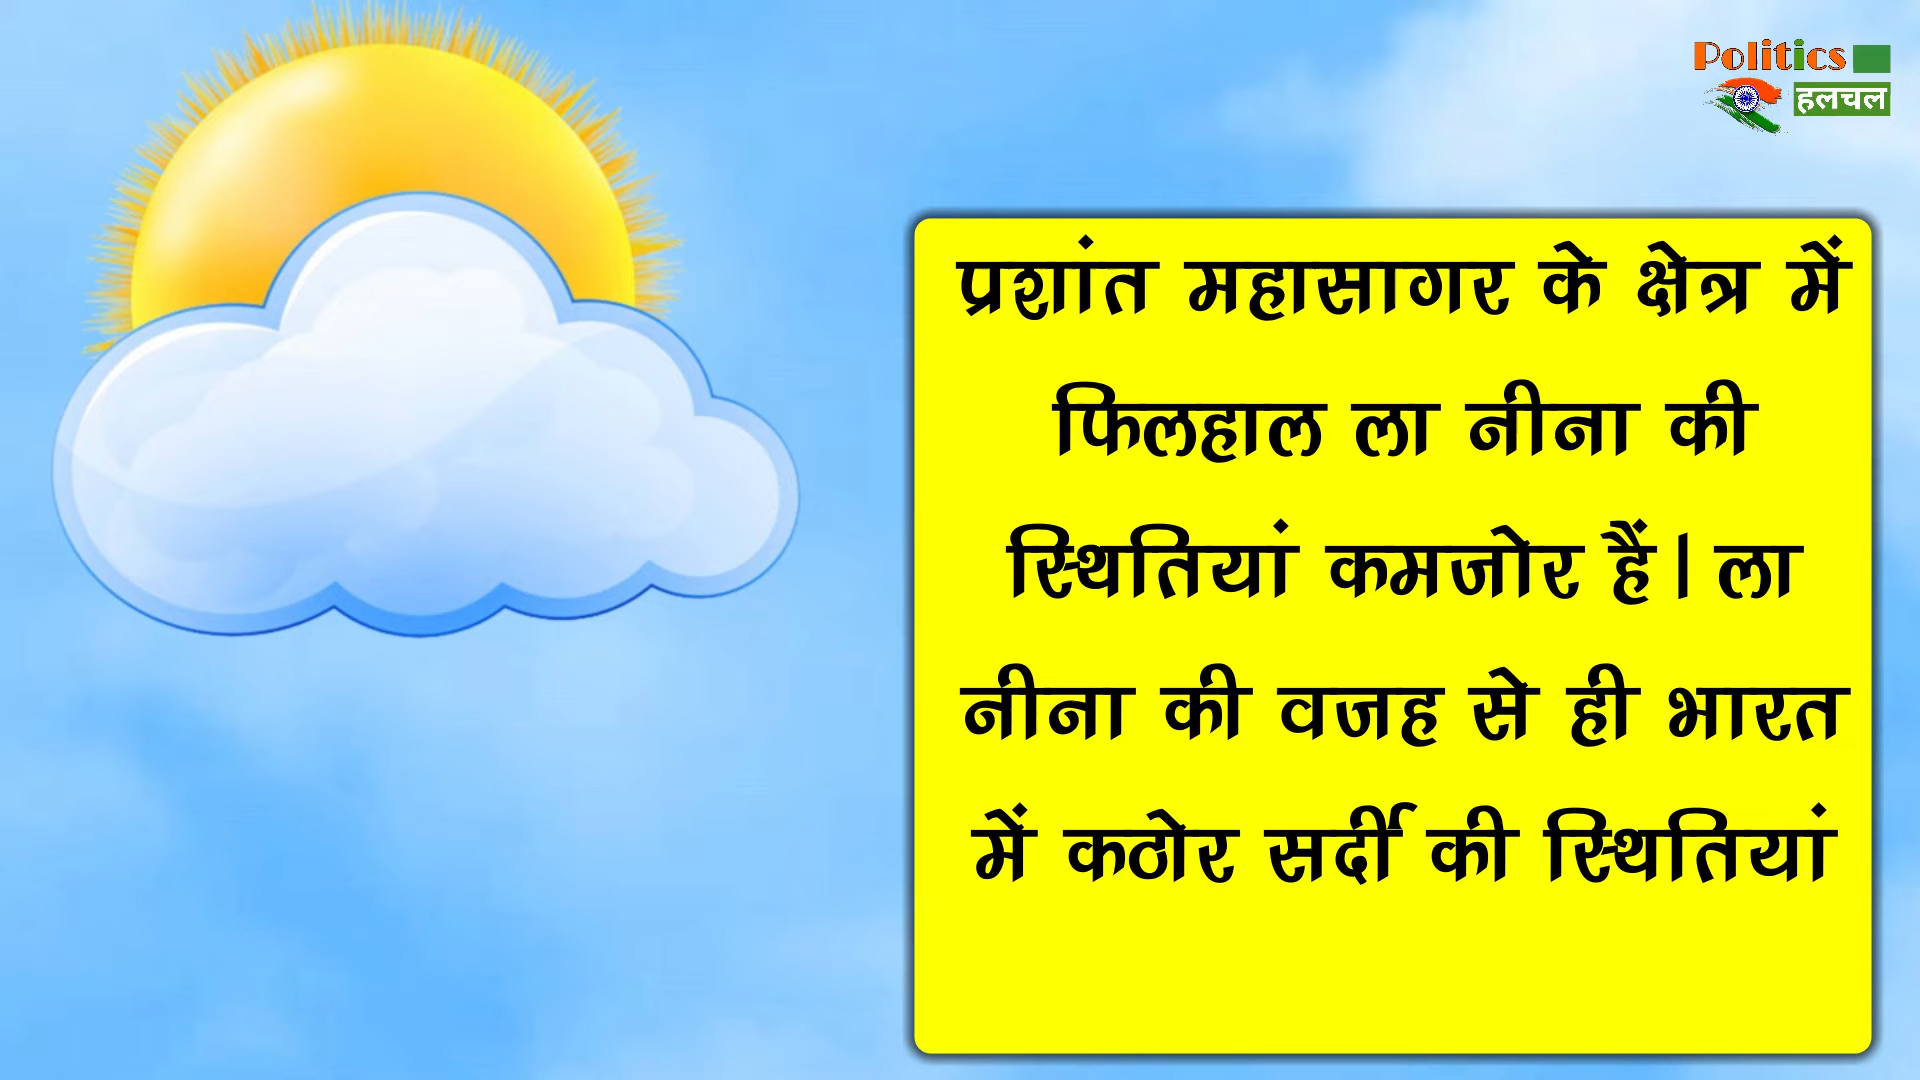 Politics
हलचल
प्रशांत महासागर के क्षेत्र में
फिलहाल ला नीना की
स्थितियां कमजोर हैं। ला
नीना की वजह से ही भारत
में कठोर सर्दी की स्थितियां